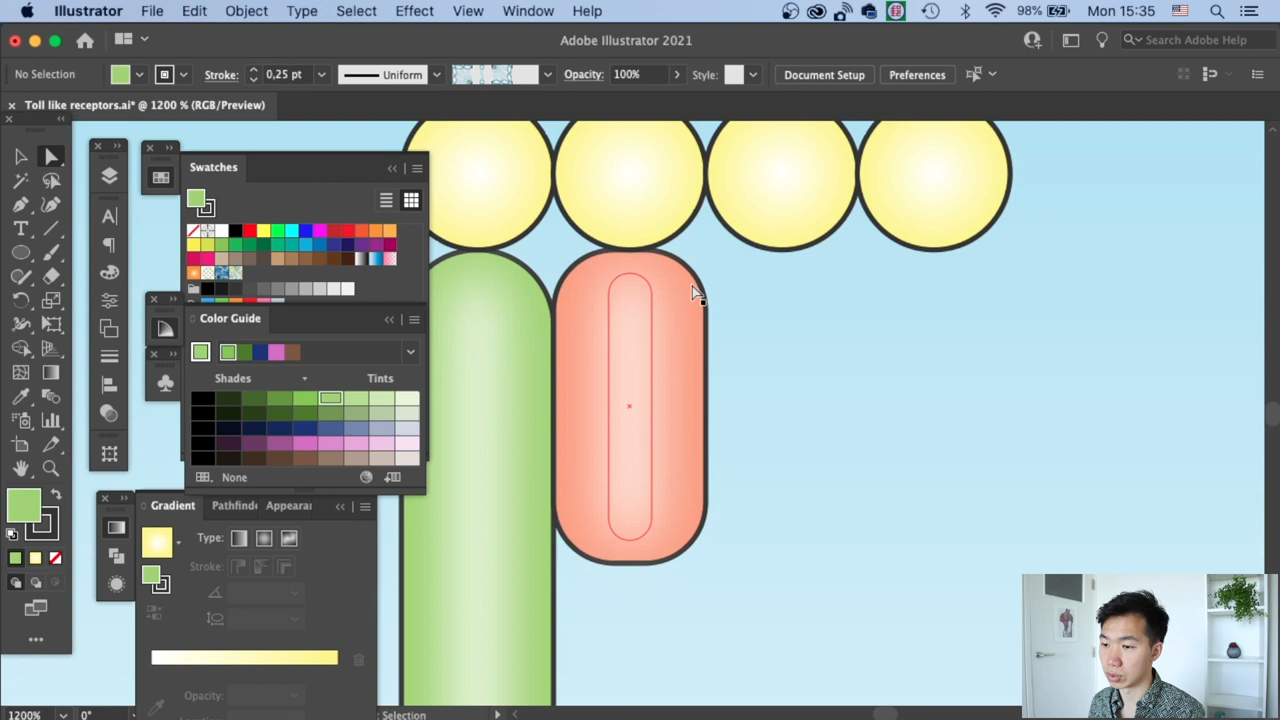 Illustrator File Edit Object Type Select Effect View Window Help 98% Mon 15:35
Adobe Illustrator 2021 Search Adobe Help
No Selection Stroke: 0,25 pt Uniform Opacity: 100% Style: Document Setup Preferences
Toll like receptors.ai* @ 1200 % (RGB/Preview)
Swatches
Color Guide
Shades Tints
None
Gradient Pathfinde Appearar
Type:
Stroke:
Opacity:
1200% 0° Selection